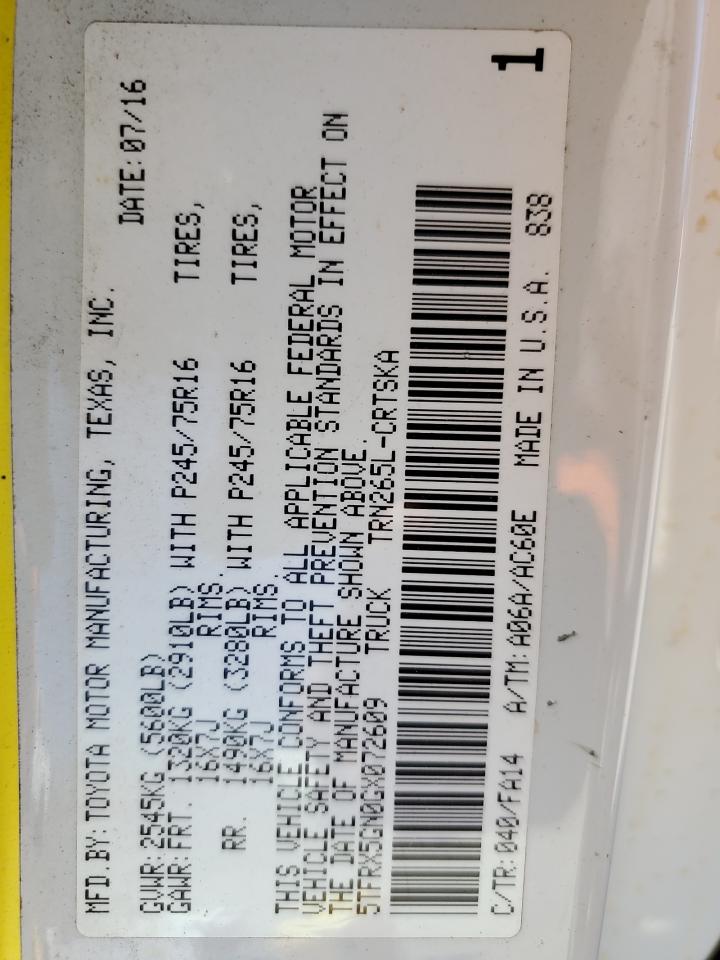 MFD.BY:TOYOTA MOTOR MANUFACTURING, TEXAS, INC.
DATE:07/16
GVWR:2545KG (5600LB)
GAWR:FRT. 1320KG (2910LB) WITH P245/75R16 TIRES,
16X7J RIMS.
RR. 1490KG (3280LB) WITH P245/75R16 TIRES,
16X7J RIMS.
THIS VEHICLE CONFORMS TO ALL APPLICABLE FEDERAL MOTOR
VEHICLE SAFETY AND THEFT PREVENTION STANDARDS IN EFFECT ON
THE DATE OF MANUFACTURE SHOWN ABOVE.
5TFRX5GN0GX072609 TRUCK TRN265L-CRTSKA
C/TR:040/FA14 A/TM:A06A/AC60E MADE IN U.S.A. 838
1